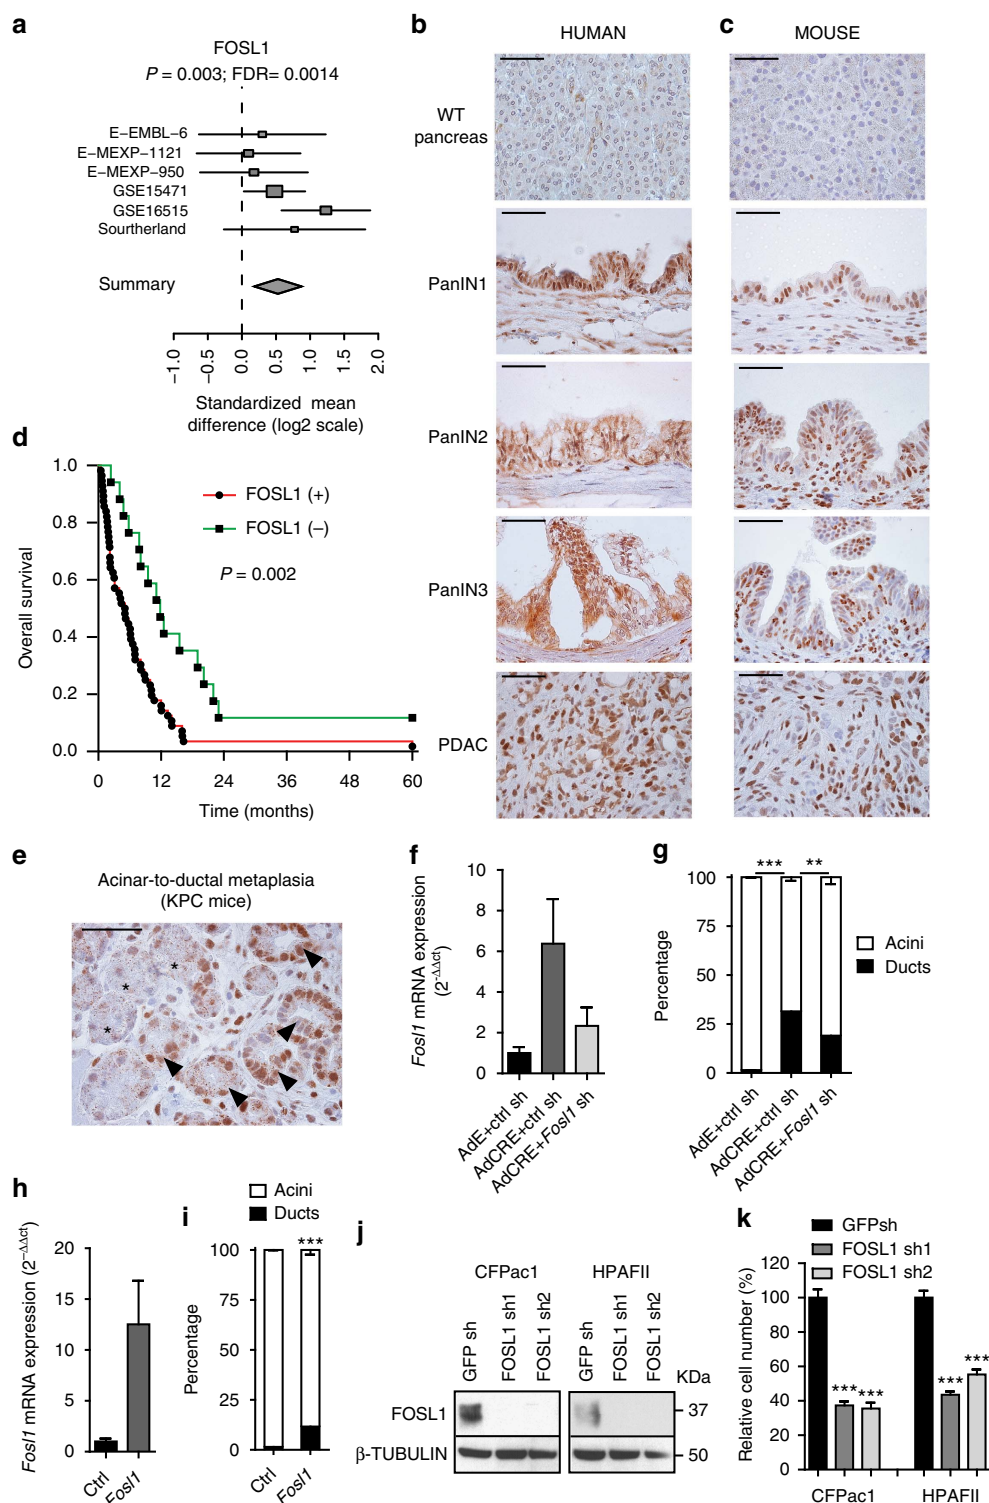 a
FOSL1
P = 0.003; FDR= 0.0014
E–EMBL–6
E–MEXP–1121
E–MEXP–950
GSE15471
GSE16515
Sourtherland
Summary
–1.0
–0.5
0.0
0.5
1.0
1.5
2.0
Standardized mean
difference (log2 scale)
b
HUMAN
c
MOUSE
WT
pancreas
PanIN1
PanIN2
PanIN3
PDAC
d
Overall survival
1.0
0.8
0.6
0.4
0.2
0.0
FOSL1 (+)
FOSL1 (–)
P = 0.002
0
12
24
36
48
60
Time (months)
e
Acinar-to-ductal metaplasia
(KPC mice)
*
*
*
f
Fosl1 mRNA expression
(2-ΔΔct)
10
8
6
4
2
0
AdE+ctrl sh
AdCRE+ctrl sh
AdCRE+Fosl1 sh
g
*** **
Percentage
100
75
50
25
0
Acini
Ducts
AdE+ctrl sh
AdCRE+ctrl sh
AdCRE+Fosl1 sh
h
Fosl1 mRNA expression (2–ΔΔct)
20
15
10
5
0
Ctrl
Fosl1
i
Acini
Ducts
***
Percentage
100
75
50
25
0
Ctrl
Fosl1
j
CFPac1
HPAFII
GFP sh
FOSL1 sh1
FOSL1 sh2
GFP sh
FOSL1 sh1
FOSL1 sh2
KDa
FOSL1
37
β-TUBULIN
50
k
GFPsh
FOSL1 sh1
FOSL1 sh2
Relative cell number (%)
120
100
80
60
40
20
0
*** ***
*** ***
CFPac1
HPAFII